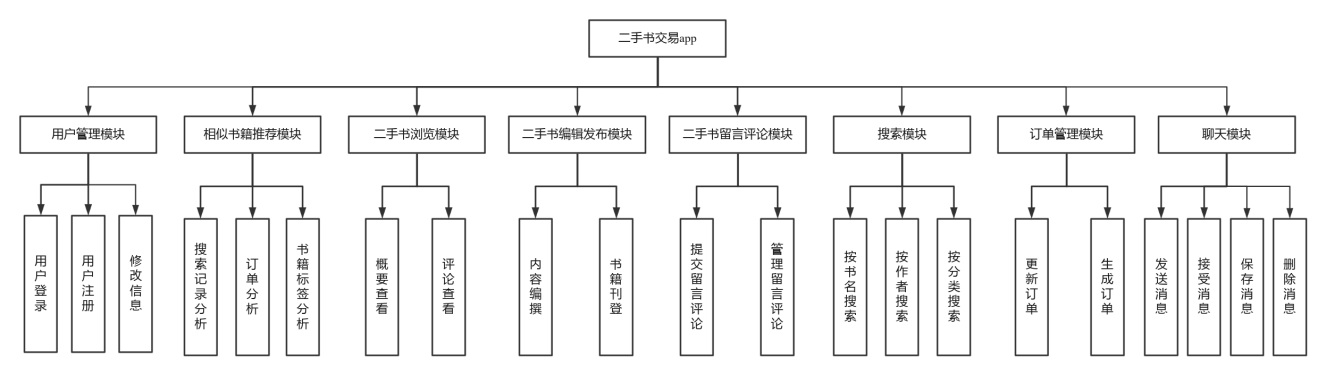 二手书交易app
用户管理模块
相似书籍推荐模块
二手书浏览模块
二手书编辑发布模块
二手书留言评论模块
搜索模块
订单管理模块
聊天模块
用户登录
用户注册
修改信息
搜索记录分析
订单分析
书籍标签分析
概要查看
评论查看
内容编撰
书籍刊登
提交留言评论
管理留言评论
按书名搜索
按作者搜索
按分类搜索
更新订单
生成订单
发送消息
接受消息
保存消息
删除消息